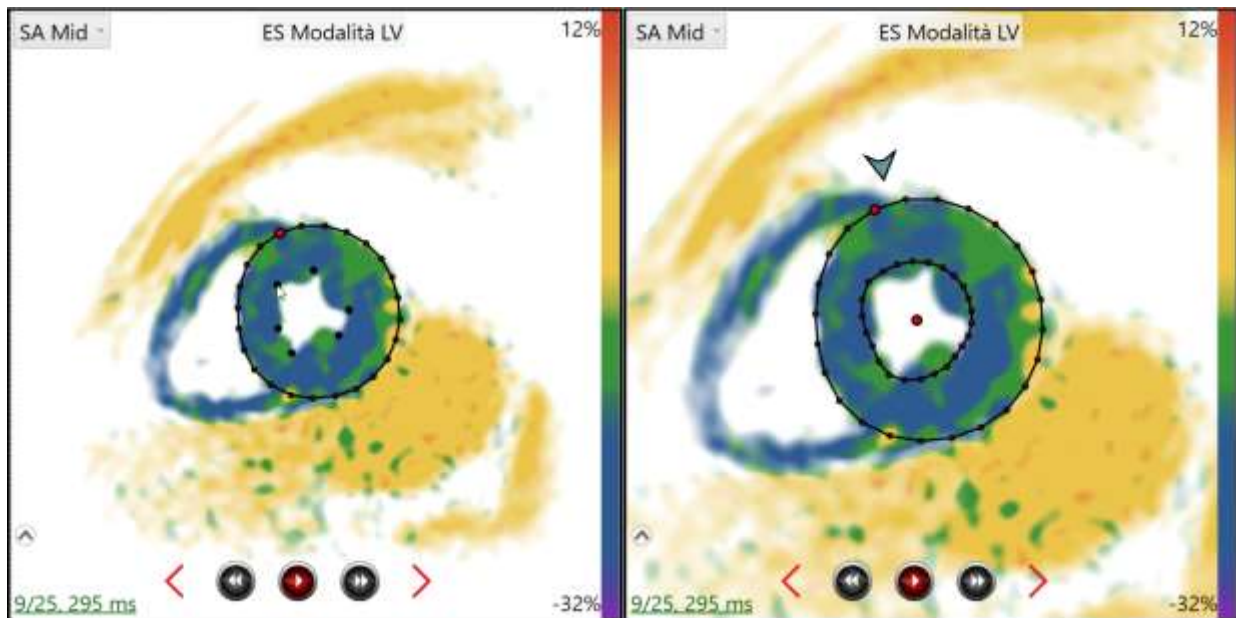 SA Mid
ES Modalità LV
12%
9/25, 295 ms
-32%
SA Mid
ES Modalità LV
12%
9/25, 295 ms
-32%